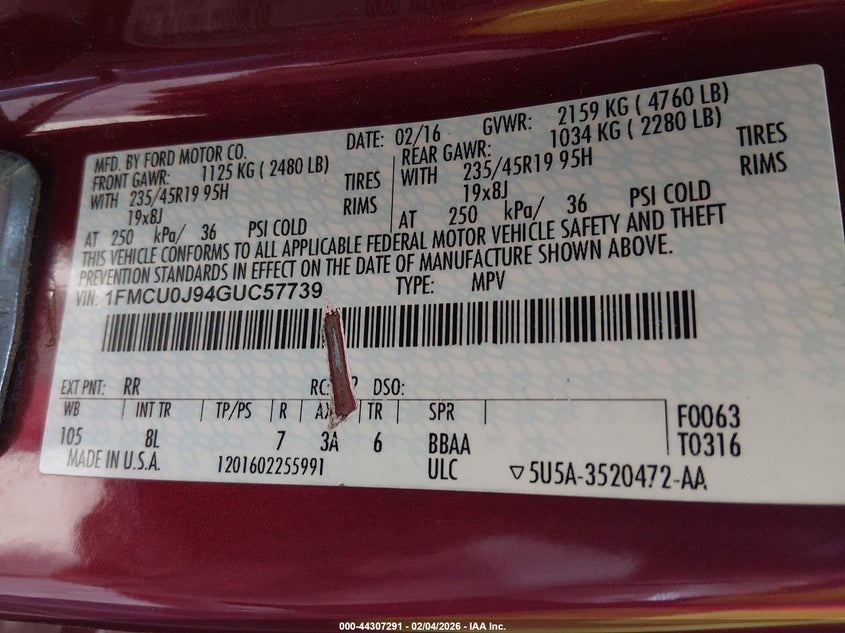 MFD. BY FORD MOTOR CO. DATE: 02/16 GVWR: 2159 KG ( 4760 LB)
FRONT GAWR: 1125 KG ( 2480 LB) REAR GAWR: 1034 KG ( 2280 LB)
WITH 235/45R19 95H TIRES WITH 235/45R19 95H TIRES
19x8J RIMS 19x8J RIMS
AT 250 kPa/ 36 PSI COLD AT 250 kPa/ 36 PSI COLD
THIS VEHICLE CONFORMS TO ALL APPLICABLE FEDERAL MOTOR VEHICLE SAFETY AND THEFT
PREVENTION STANDARDS IN EFFECT ON THE DATE OF MANUFACTURE SHOWN ABOVE.
VIN: 1FMCU0J94GUC57739 TYPE: MPV
EXT PNT: RR RC: DSO:
WB INT TR TP/PS R TR SPR F0063
105 8L 7 3A 6 BBAA T0316
MADE IN U.S.A. 1201602255991 ULC ▽5U5A-3520472-AA
000-44307291 - 02/04/2026 - IAA Inc.